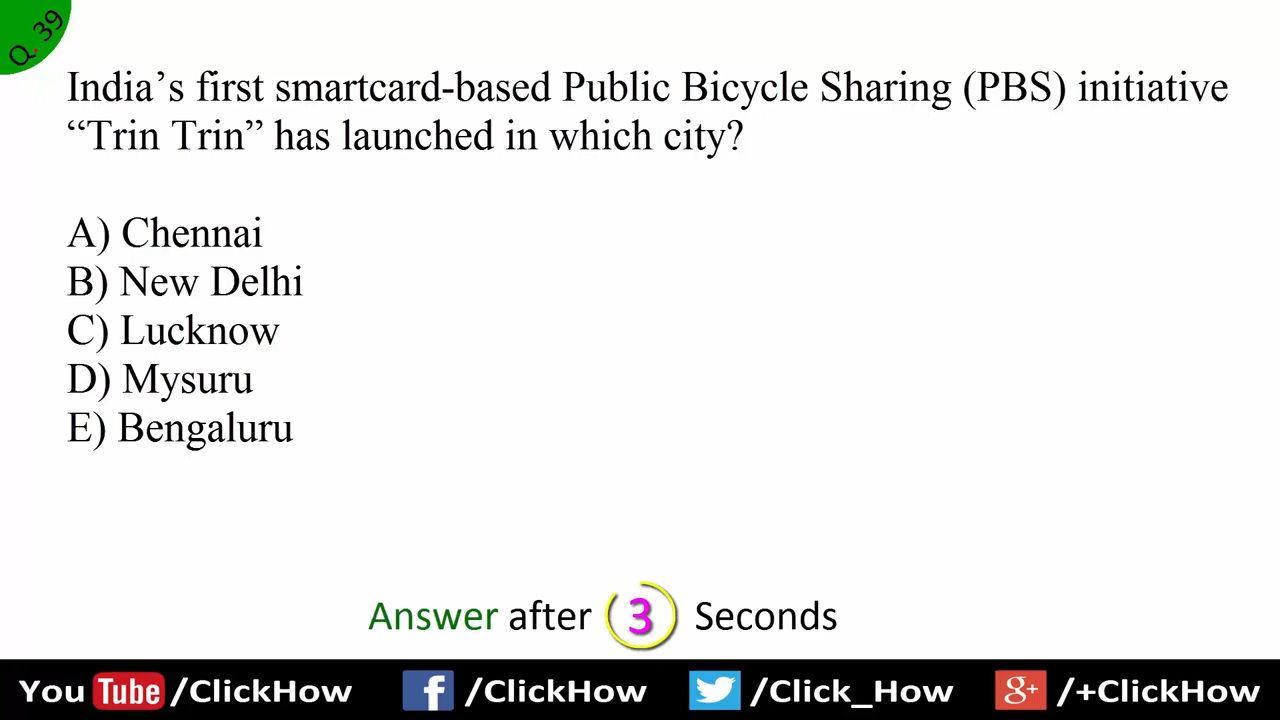 Q. 39
India’s first smartcard-based Public Bicycle Sharing (PBS) initiative
“Trin Trin” has launched in which city?
A) Chennai
B) New Delhi
C) Lucknow
D) Mysuru
E) Bengaluru
Answer after 3 Seconds
You Tube /ClickHow f /ClickHow /Click_How g+ /+ClickHow